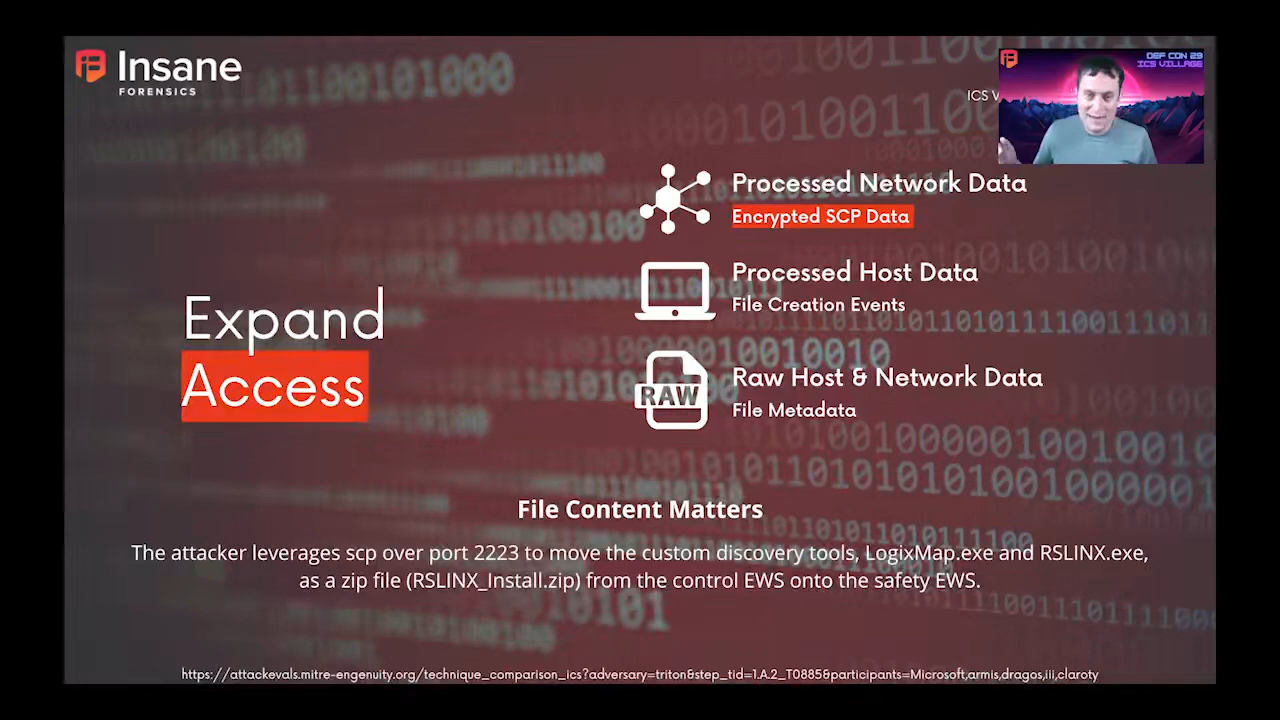 Insane
FORENSICS
DEF CON 29
ICS VILLAGE
ICS V
Processed Network Data
Encrypted SCP Data
Processed Host Data
File Creation Events
Expand
Access
RAW
Raw Host & Network Data
File Metadata
File Content Matters
The attacker leverages scp over port 2223 to move the custom discovery tools, LogixMap.exe and RSLINX.exe,
as a zip file (RSLINX_Install.zip) from the control EWS onto the safety EWS.
https://attackevals.mitre-engenuity.org/technique_comparison_ics?adversary=triton&step_tid=1.A.2_T0885&participants=Microsoft,armis,dragos,iii,claroty